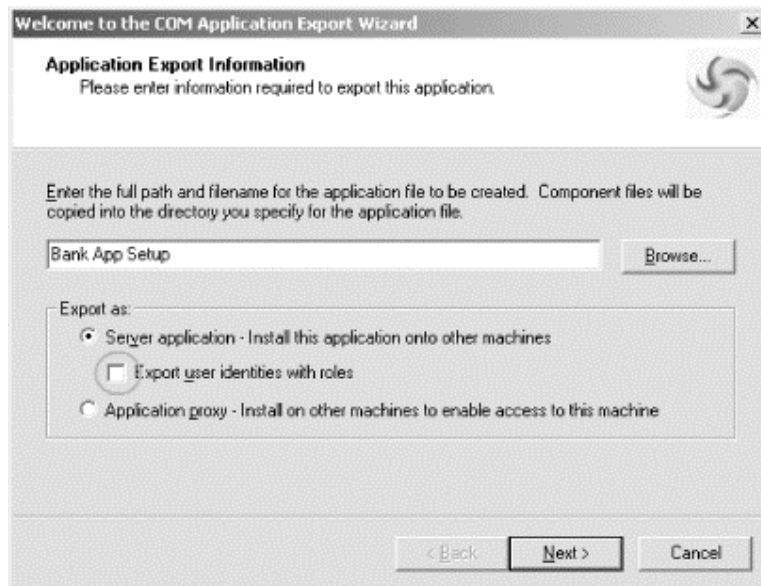 Welcome to the COM Application Export Wizard
Application Export Information
Please enter information required to export this application.
Enter the full path and filename for the application file to be created. Component files will be
copied into the directory you specify for the application file.
Bank App Setup
Browse...
Export as:
Server application - Install this application onto other machines
Export user identities with roles
Application proxy - Install on other machines to enable access to this machine
< Back
Next >
Cancel